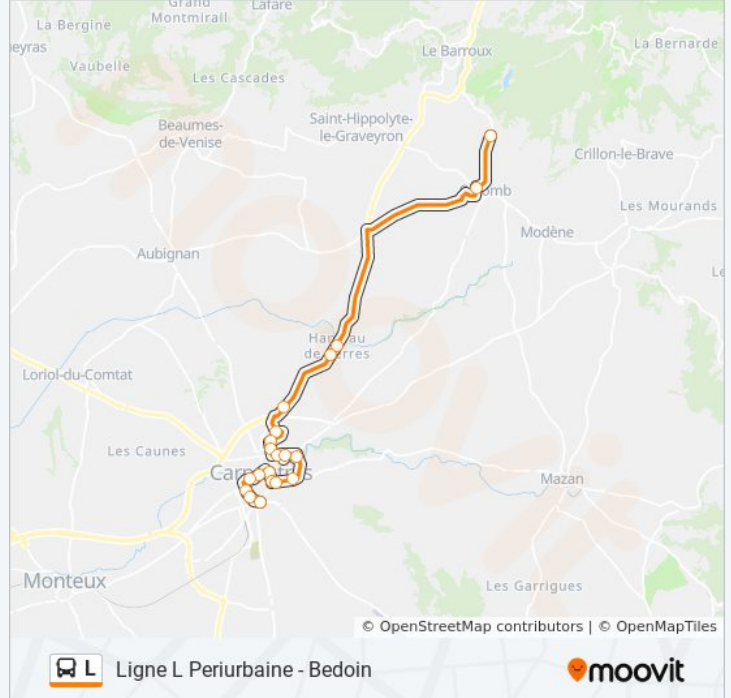 Grand
Montmirail
Lafare
La Bergine
eyras
Vaubelle
Les Cascades
Le Barroux
La Bernarde
Saint-Hippolyte-
le-Graveyron
Beaumes-
de-Venise
Crillon-le-Brave
omb
Les Mourands
Modène
Aubignan
Le
Loriol-du-Comtat
Les Caunes
Mazan
Monteux
Les Garrigues
© OpenStreetMap contributors | © OpenMapTiles
L Ligne L Periurbaine - Bedoin
moovit